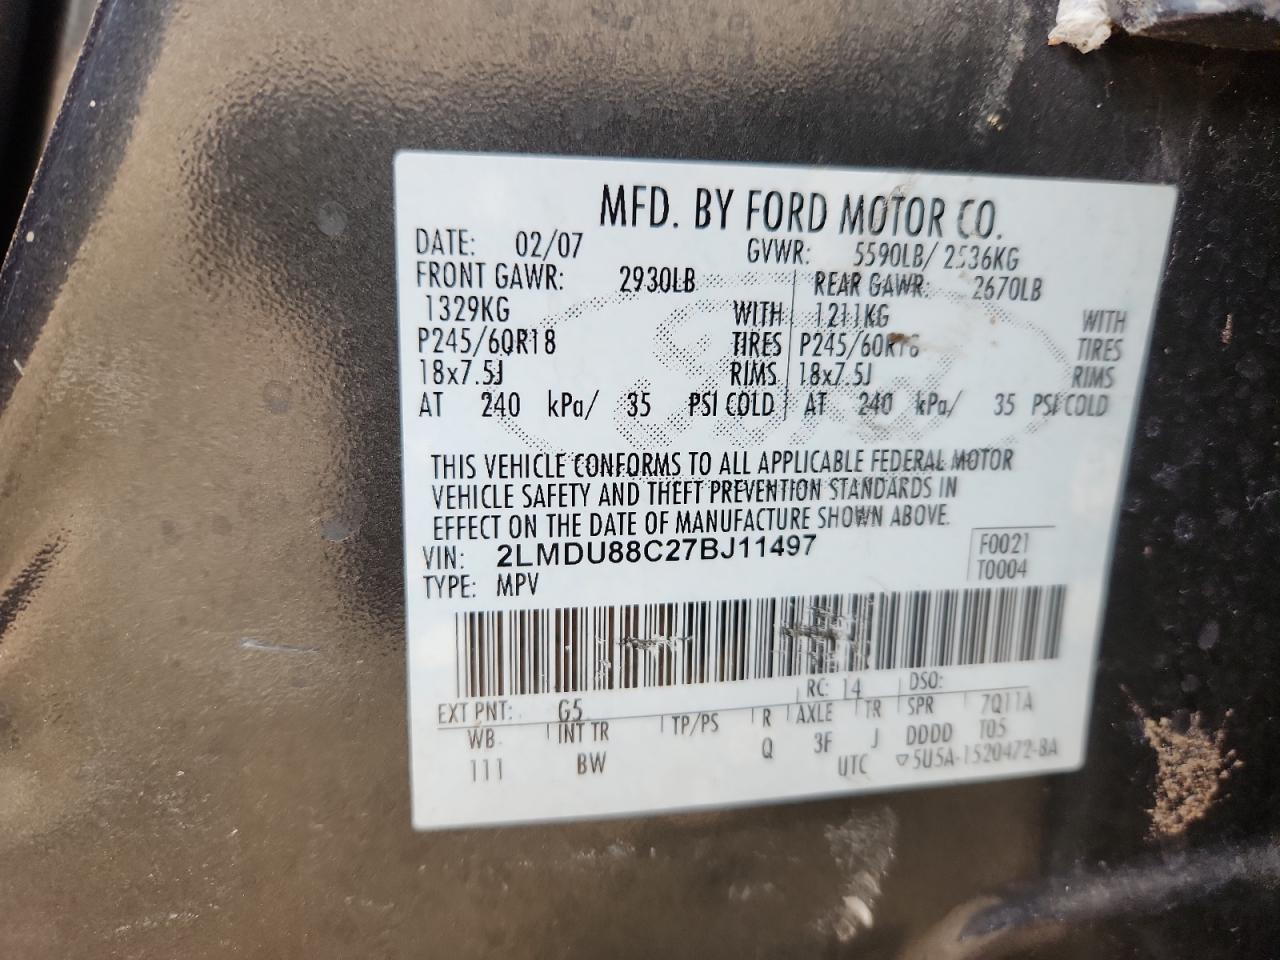 MFD. BY FORD MOTOR CO.
DATE: 02/07 GVWR: 5590LB/ 2536KG
FRONT GAWR: 2930LB REAR GAWR: 2670LB
1329KG WITH 1211KG WITH
P245/60R18 TIRES P245/60R18 TIRES
18x7.5J RIMS 18x7.5J RIMS
AT 240 kPa/ 35 PSI COLD AT 240 kPa/ 35 PSI COLD
THIS VEHICLE CONFORMS TO ALL APPLICABLE FEDERAL MOTOR
VEHICLE SAFETY AND THEFT PREVENTION STANDARDS IN
EFFECT ON THE DATE OF MANUFACTURE SHOWN ABOVE.
VIN: 2LMDU88C27BJ11497 F0021
TYPE: MPV T0004
RC: 14 DSO:
EXT PNT: G5
WB INT TR TP/PS R AXLE TR SPR 7Q11A
111 BW Q 3F J DDDD T05
UTC ▽5U5A-1520472-BA